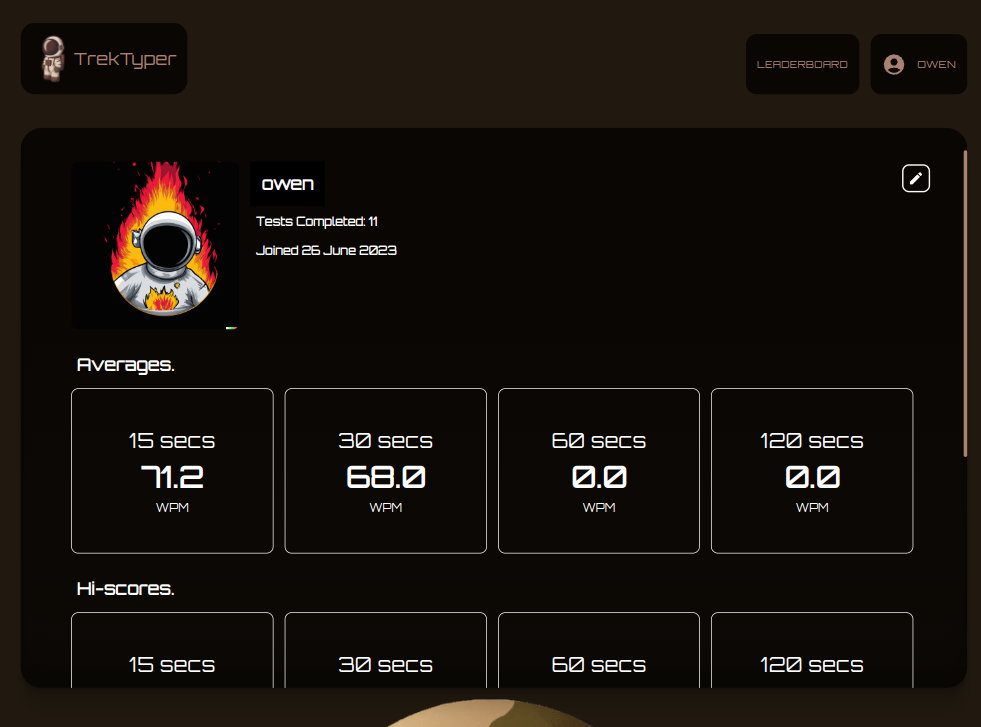 TrekTyper
LEADERBOARD
OWEN
owen
Tests Completed: 11
Joined 26 June 2023
Averages.
15 secs
71.2
WPM
30 secs
68.0
WPM
60 secs
0.0
WPM
120 secs
0.0
WPM
Hi-scores.
15 secs
30 secs
60 secs
120 secs